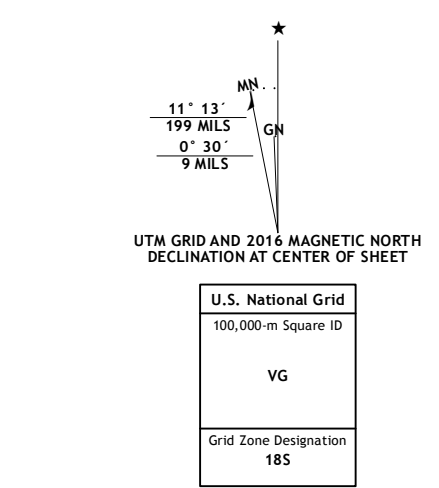 ★
MN
11° 13´
199 MILS
GN
0° 30´
9 MILS
UTM GRID AND 2016 MAGNETIC NORTH
DECLINATION AT CENTER OF SHEET
U.S. National Grid
100,000-m Square ID
VG
Grid Zone Designation
18S